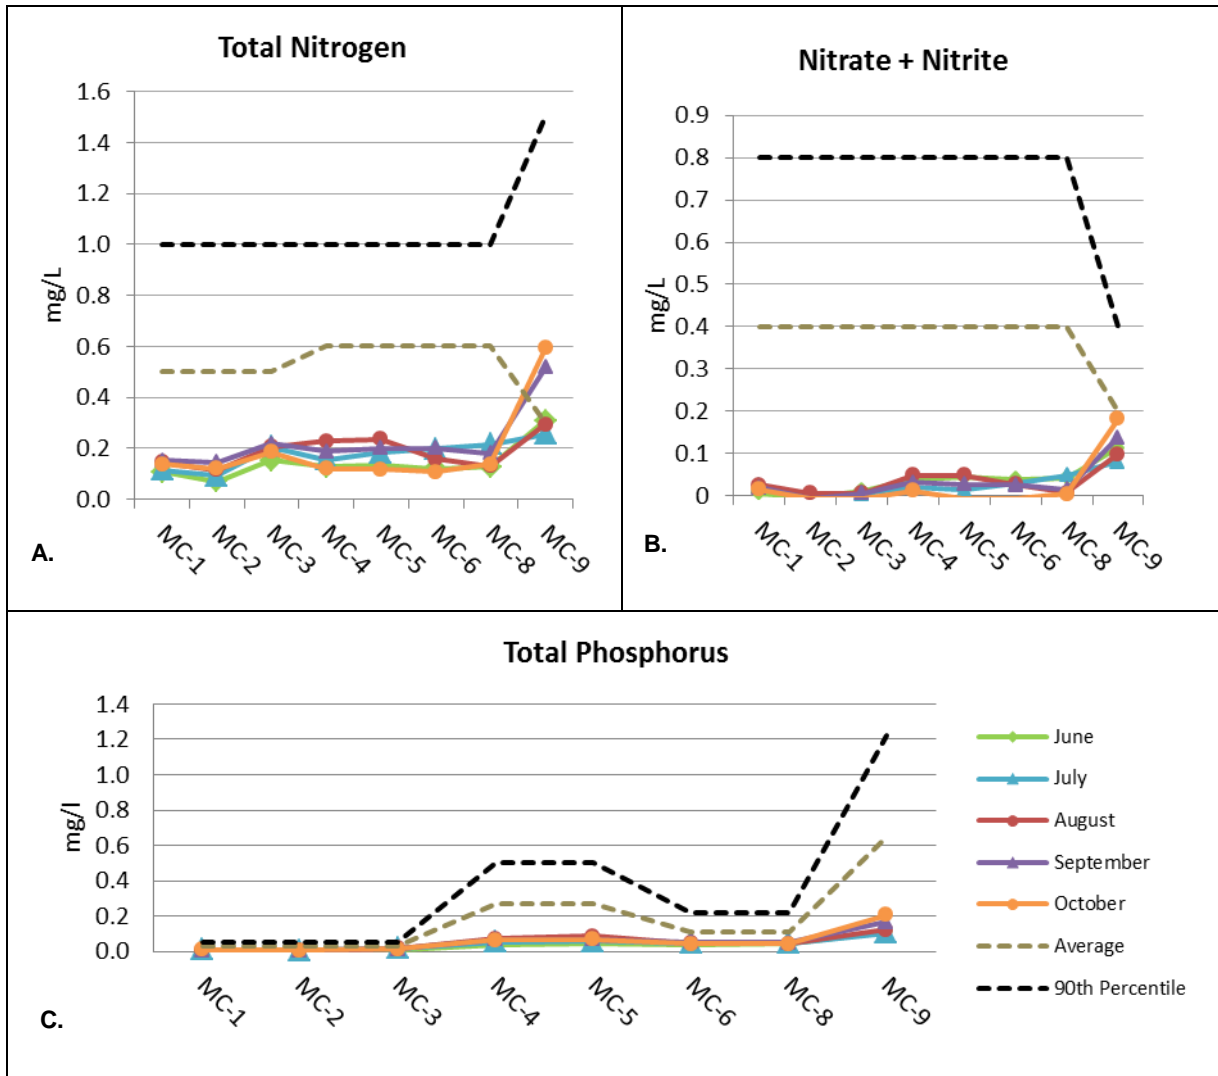 Total Nitrogen
1.6
1.4
1.2
1.0
0.8
0.6
0.4
0.2
0.0
mg/L
MC-1
MC-2
MC-3
MC-4
MC-5
MC-6
MC-8
MC-9
A.
Nitrate + Nitrite
0.9
0.8
0.7
0.6
0.5
0.4
0.3
0.2
0.1
0
mg/L
MC-1
MC-2
MC-3
MC-4
MC-5
MC-6
MC-8
MC-9
B.
Total Phosphorus
1.4
1.2
1.0
0.8
0.6
0.4
0.2
0.0
mg/l
MC-1
MC-2
MC-3
MC-4
MC-5
MC-6
MC-8
MC-9
C.
June
July
August
September
October
Average
90th Percentile